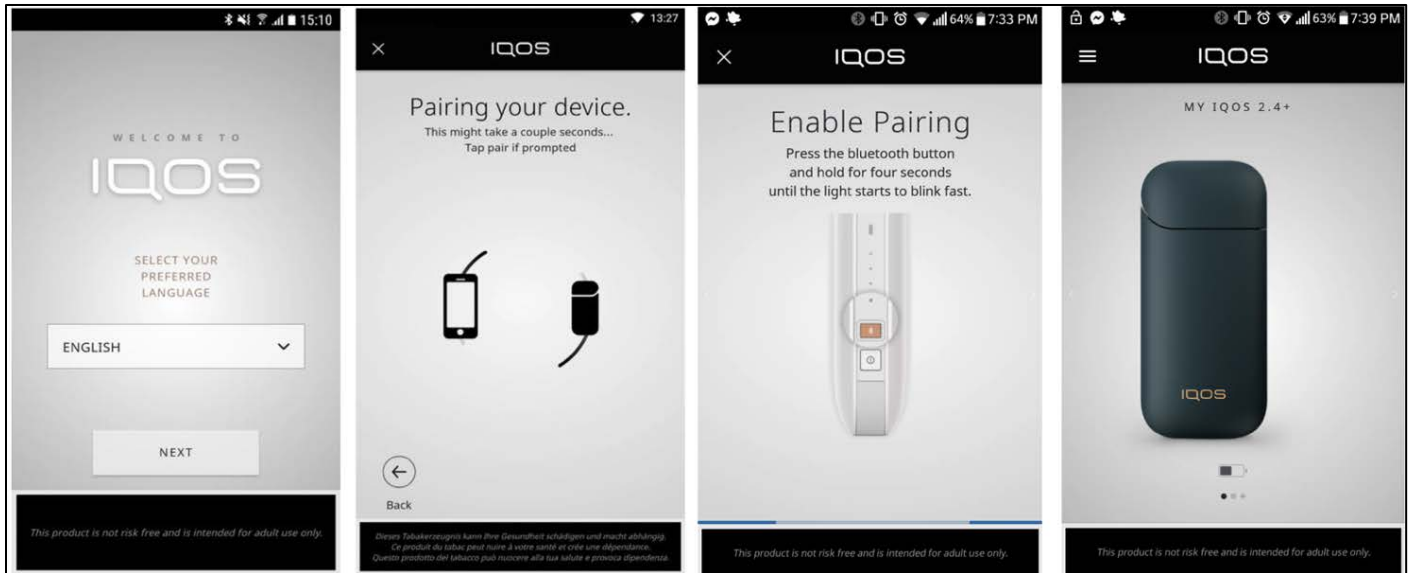 15:10
WELCOME TO
IQOS
SELECT YOUR
PREFERRED
LANGUAGE
ENGLISH
NEXT
This product is not risk free and is intended for adult use only.
13:27
IQOS
Pairing your device.
This might take a couple seconds...
Tap pair if prompted
Back
Dieses Tabakerzeugnis kann Ihre Gesundheit schädigen und macht abhängig.
Ce produit du tabac peut nuire à votre santé et crée une dépendance.
Questo prodotto del tabacco può nuocere alla tua salute e provoca dipendenza.
64% 7:33 PM
IQOS
Enable Pairing
Press the bluetooth button
and hold for four seconds
until the light starts to blink fast.
This product is not risk free and is intended for adult use only.
63% 7:39 PM
IQOS
MY IQOS 2.4+
IQOS
This product is not risk free and is intended for adult use only.